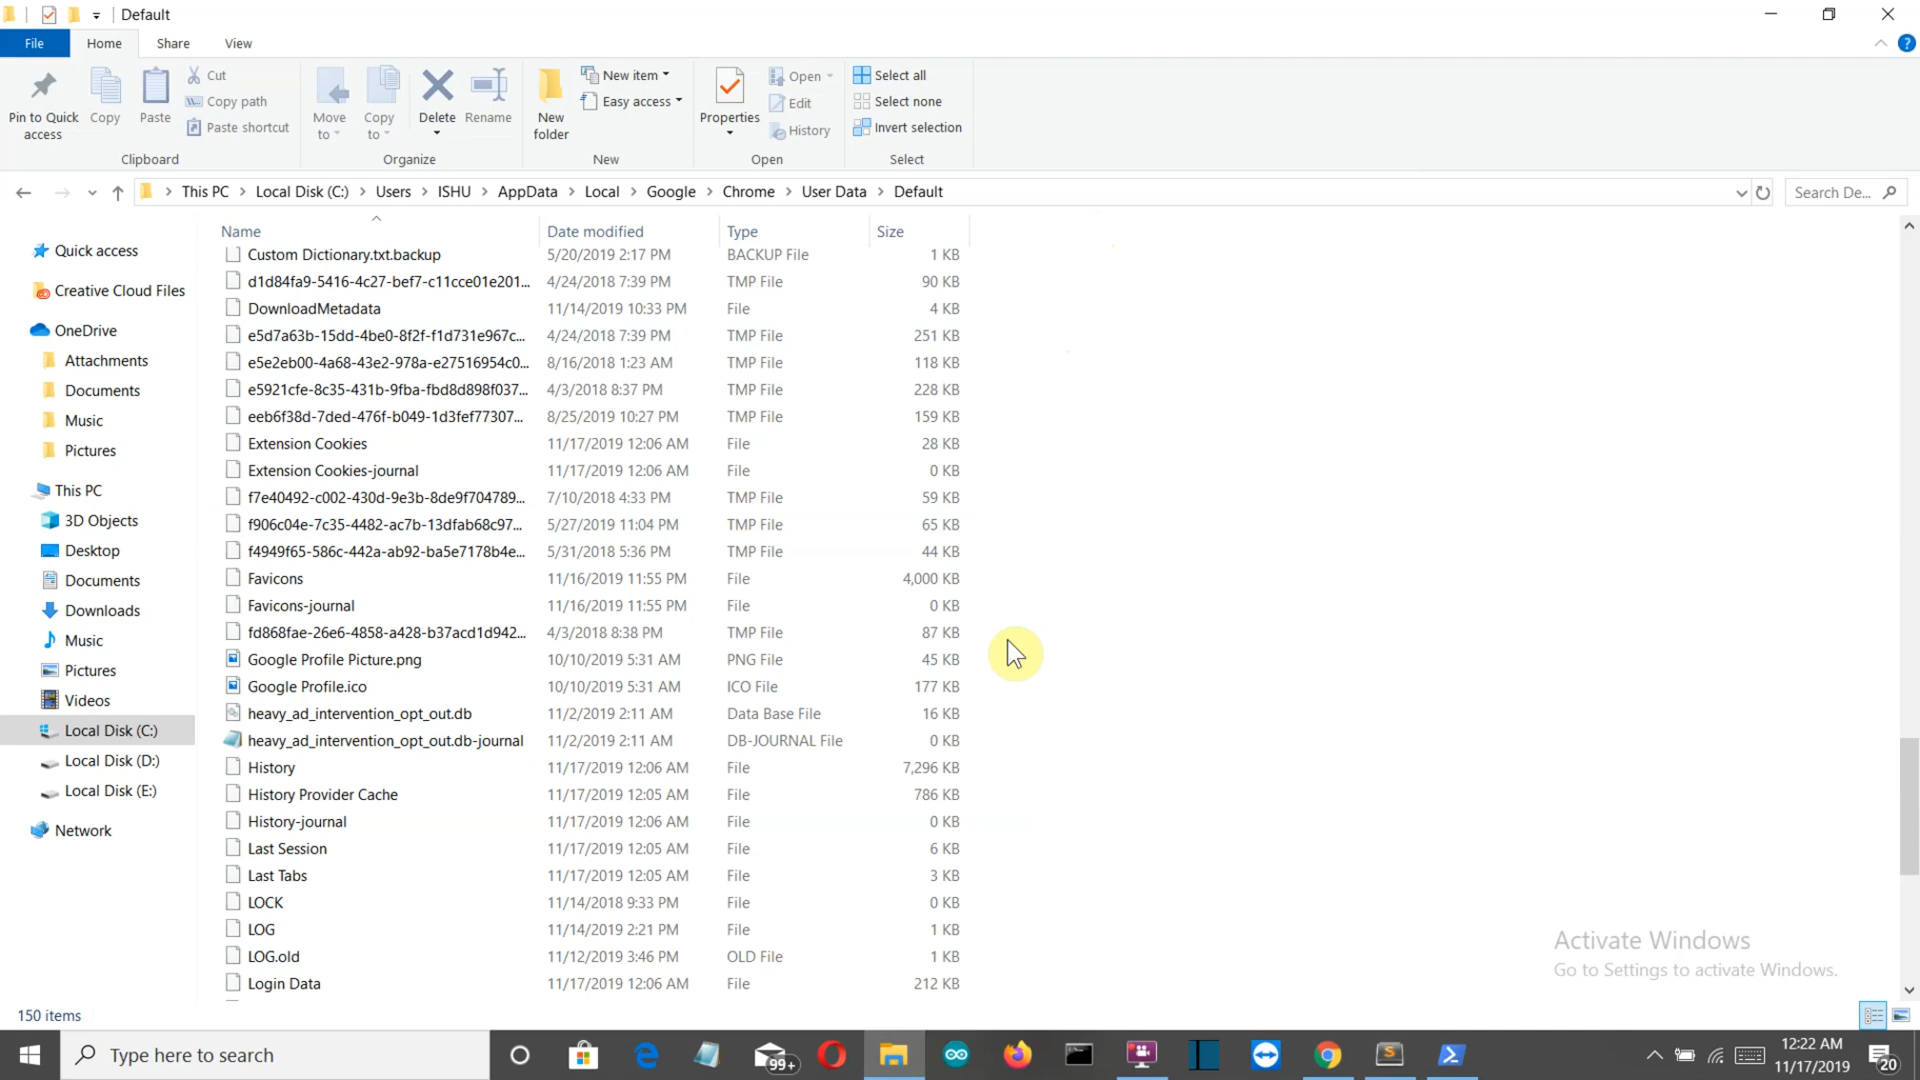 Default
File Home Share View
Pin to Quick access
Copy
Paste
Cut
Copy path
Paste shortcut
Clipboard
Move to
Copy to
Delete
Rename
Organize
New folder
New item
Easy access
New
Properties
Open
Edit
History
Open
Select all
Select none
Invert selection
Select
This PC > Local Disk (C:) > Users > ISHU > AppData > Local > Google > Chrome > User Data > Default
Search De...
Quick access
Creative Cloud Files
OneDrive
Attachments
Documents
Music
Pictures
This PC
3D Objects
Desktop
Documents
Downloads
Music
Pictures
Videos
Local Disk (C:)
Local Disk (D:)
Local Disk (E:)
Network
Name Date modified Type Size
Custom Dictionary.txt.backup 5/20/2019 2:17 PM BACKUP File 1 KB
d1d84fa9-5416-4c27-bef7-c11cce01e201... 4/24/2018 7:39 PM TMP File 90 KB
DownloadMetadata 11/14/2019 10:33 PM File 4 KB
e5d7a63b-15dd-4be0-8f2f-f1d731e967c... 4/24/2018 7:39 PM TMP File 251 KB
e5e2eb00-4a68-43e2-978a-e27516954c0... 8/16/2018 1:23 AM TMP File 118 KB
e5921cfe-8c35-431b-9fba-fbd8d898f037... 4/3/2018 8:37 PM TMP File 228 KB
eeb6f38d-7ded-476f-b049-1d3fef77307... 8/25/2019 10:27 PM TMP File 159 KB
Extension Cookies 11/17/2019 12:06 AM File 28 KB
Extension Cookies-journal 11/17/2019 12:06 AM File 0 KB
f7e40492-c002-430d-9e3b-8de9f704789... 7/10/2018 4:33 PM TMP File 59 KB
f906c04e-7c35-4482-ac7b-13dfab68c97... 5/27/2019 11:04 PM TMP File 65 KB
f4949f65-586c-442a-ab92-ba5e7178b4e... 5/31/2018 5:36 PM TMP File 44 KB
Favicons 11/16/2019 11:55 PM File 4,000 KB
Favicons-journal 11/16/2019 11:55 PM File 0 KB
fd868fae-26e6-4858-a428-b37acd1d942... 4/3/2018 8:38 PM TMP File 87 KB
Google Profile Picture.png 10/10/2019 5:31 AM PNG File 45 KB
Google Profile.ico 10/10/2019 5:31 AM ICO File 177 KB
heavy_ad_intervention_opt_out.db 11/2/2019 2:11 AM Data Base File 16 KB
heavy_ad_intervention_opt_out.db-journal 11/2/2019 2:11 AM DB-JOURNAL File 0 KB
History 11/17/2019 12:06 AM File 7,296 KB
History Provider Cache 11/17/2019 12:05 AM File 786 KB
History-journal 11/17/2019 12:06 AM File 0 KB
Last Session 11/17/2019 12:05 AM File 6 KB
Last Tabs 11/17/2019 12:05 AM File 3 KB
LOCK 11/14/2018 9:33 PM File 0 KB
LOG 11/14/2019 2:21 PM File 1 KB
LOG.old 11/12/2019 3:46 PM OLD File 1 KB
Login Data 11/17/2019 12:06 AM File 212 KB
Activate Windows
Go to Settings to activate Windows.
150 items
Type here to search
99+
12:22 AM
11/17/2019
20